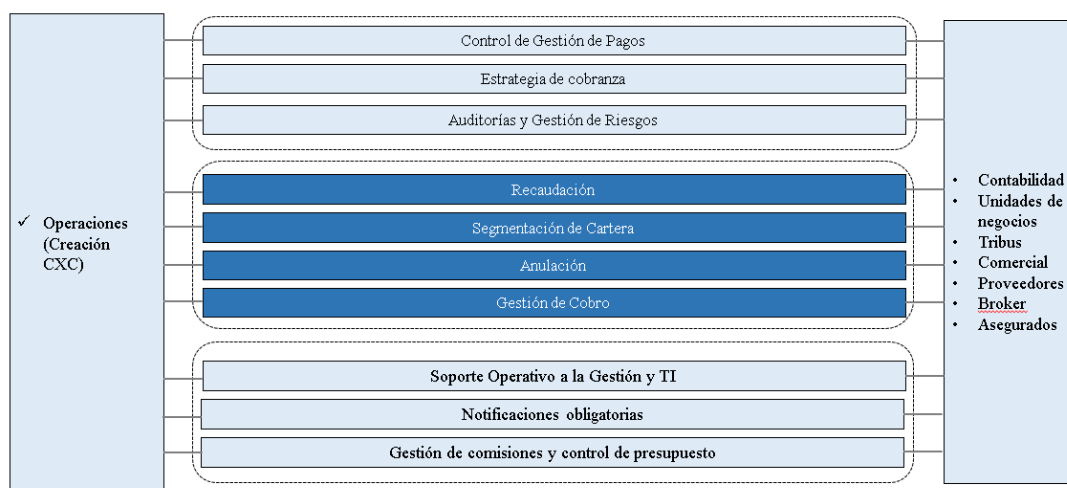 Control de Gestión de Pagos
Estrategia de cobranza
Auditorías y Gestión de Riesgos
✓ Operaciones
(Creación
CXC)
Recaudación
Segmentación de Cartera
Anulación
Gestión de Cobro
Soporte Operativo a la Gestión y TI
Notificaciones obligatorias
Gestión de comisiones y control de presupuesto
• Contabilidad
• Unidades de
negocios
• Tribus
• Comercial
• Proveedores
• Broker
• Asegurados